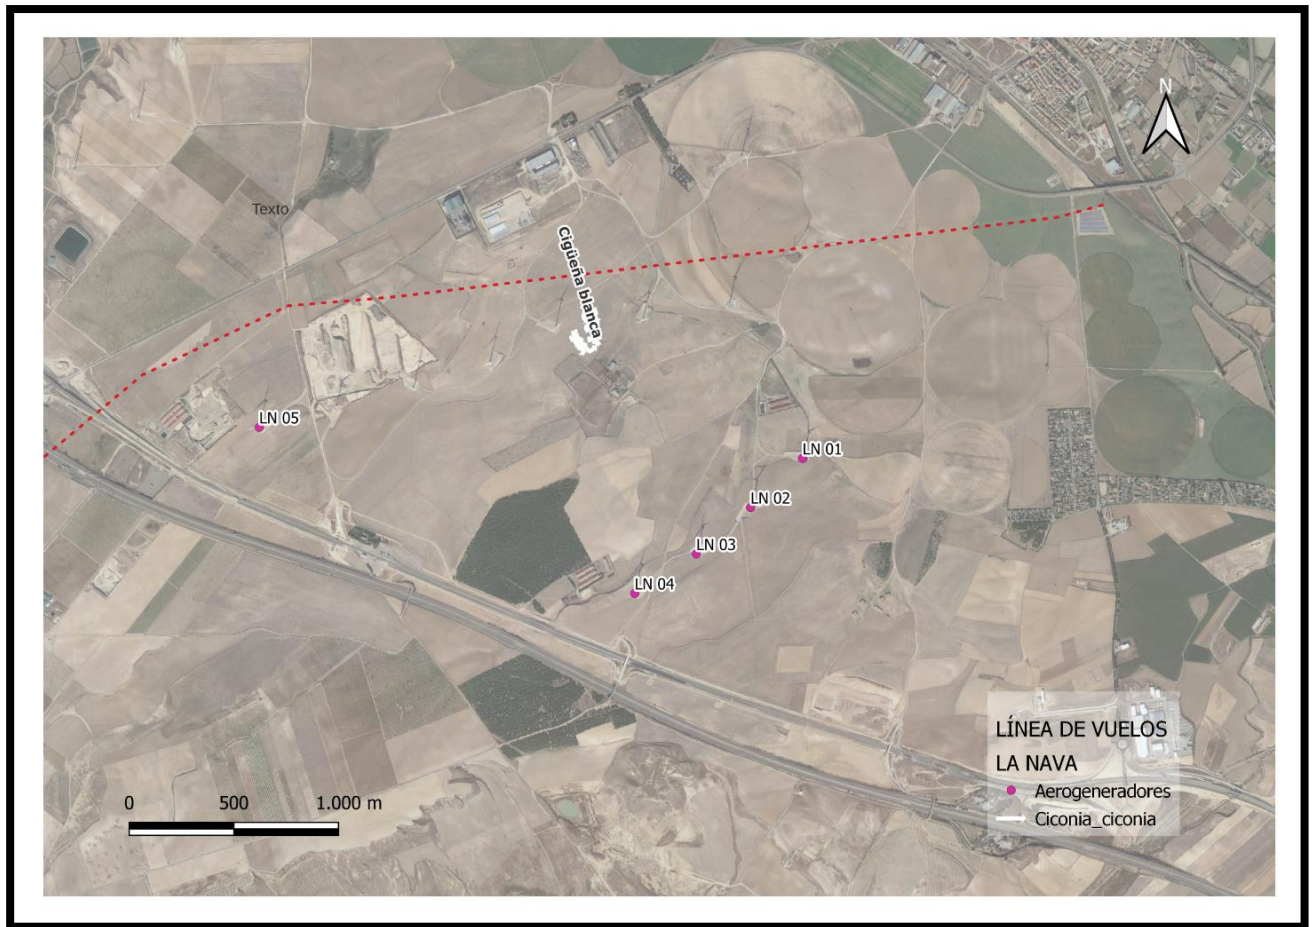 N
Texto
Cigüeña blanca
LN 05
LN 01
LN 02
LN 03
LN 04
LÍNEA DE VUELOS
LA NAVA
Aerogeneradores
Ciconia_ciconia
0 500 1.000 m